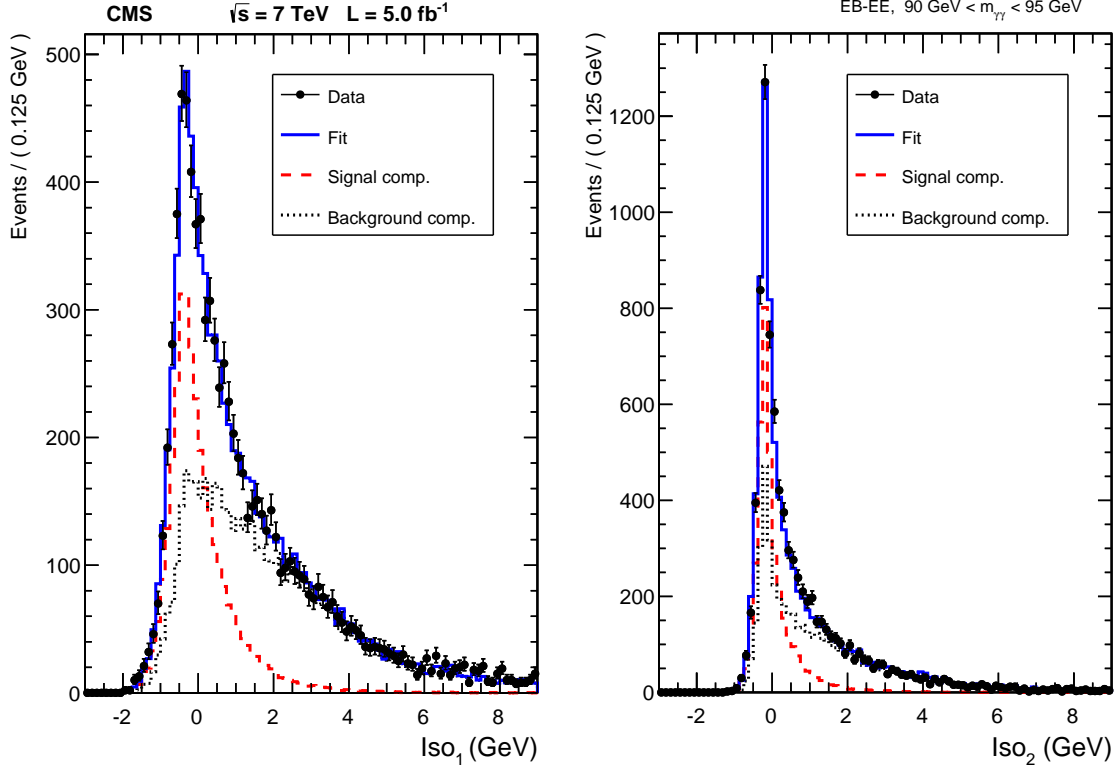 CMS √s = 7 TeV L = 5.0 fb⁻¹
Events / ( 0.125 GeV )
500
400
300
200
100
0
Data
Fit
Signal comp.
Background comp.
-2 0 2 4 6 8
Iso₁ (GeV)
EB-EE, 90 GeV < mγγ < 95 GeV
Events / ( 0.125 GeV )
1200
1000
800
600
400
200
0
Data
Fit
Signal comp.
Background comp.
-2 0 2 4 6 8
Iso₂ (GeV)